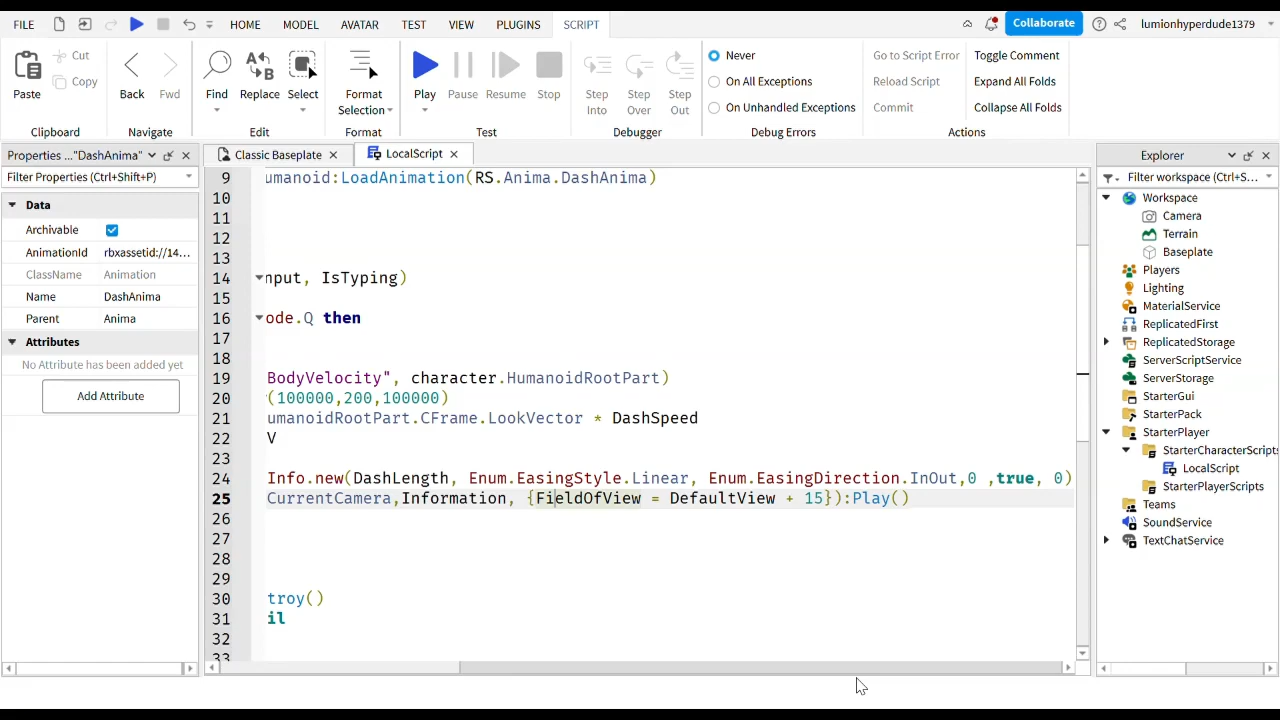 FILE HOME MODEL AVATAR TEST VIEW PLUGINS SCRIPT Collaborate lumionhyperdude1379
Paste Cut Copy
Back Fwd
Find Replace Select
Format Selection
Play Pause Resume Stop
Step Into Step Over Step Out
Never
On All Exceptions
On Unhandled Exceptions
Go to Script Error
Reload Script
Commit
Toggle Comment
Expand All Folds
Collapse All Folds
Clipboard Navigate Edit Format Test Debugger Debug Errors Actions
Properties ..."DashAnima"
Filter Properties (Ctrl+Shift+P)
Data
Archivable
AnimationId rbxassetid://14...
ClassName Animation
Name DashAnima
Parent Anima
Attributes
No Attribute has been added yet
Add Attribute
Classic Baseplate LocalScript
9 umanoid:LoadAnimation(RS.Anima.DashAnima)
10
11
12
13
14 nput, IsTyping)
15
16 ode.Q then
17
18
19 BodyVelocity", character.HumanoidRootPart)
20 (100000,200,100000)
21 umanoidRootPart.CFrame.LookVector * DashSpeed
22 V
23
24 Info.new(DashLength, Enum.EasingStyle.Linear, Enum.EasingDirection.InOut,0 ,true, 0)
25 CurrentCamera,Information, {FieldOfView = DefaultView + 15}):Play()
26
27
28
29
30 troy()
31 il
32
33
Explorer
Filter workspace (Ctrl+S...
Workspace
Camera
Terrain
Baseplate
Players
Lighting
MaterialService
ReplicatedFirst
ReplicatedStorage
ServerScriptService
ServerStorage
StarterGui
StarterPack
StarterPlayer
StarterCharacterScripts
LocalScript
StarterPlayerScripts
Teams
SoundService
TextChatService